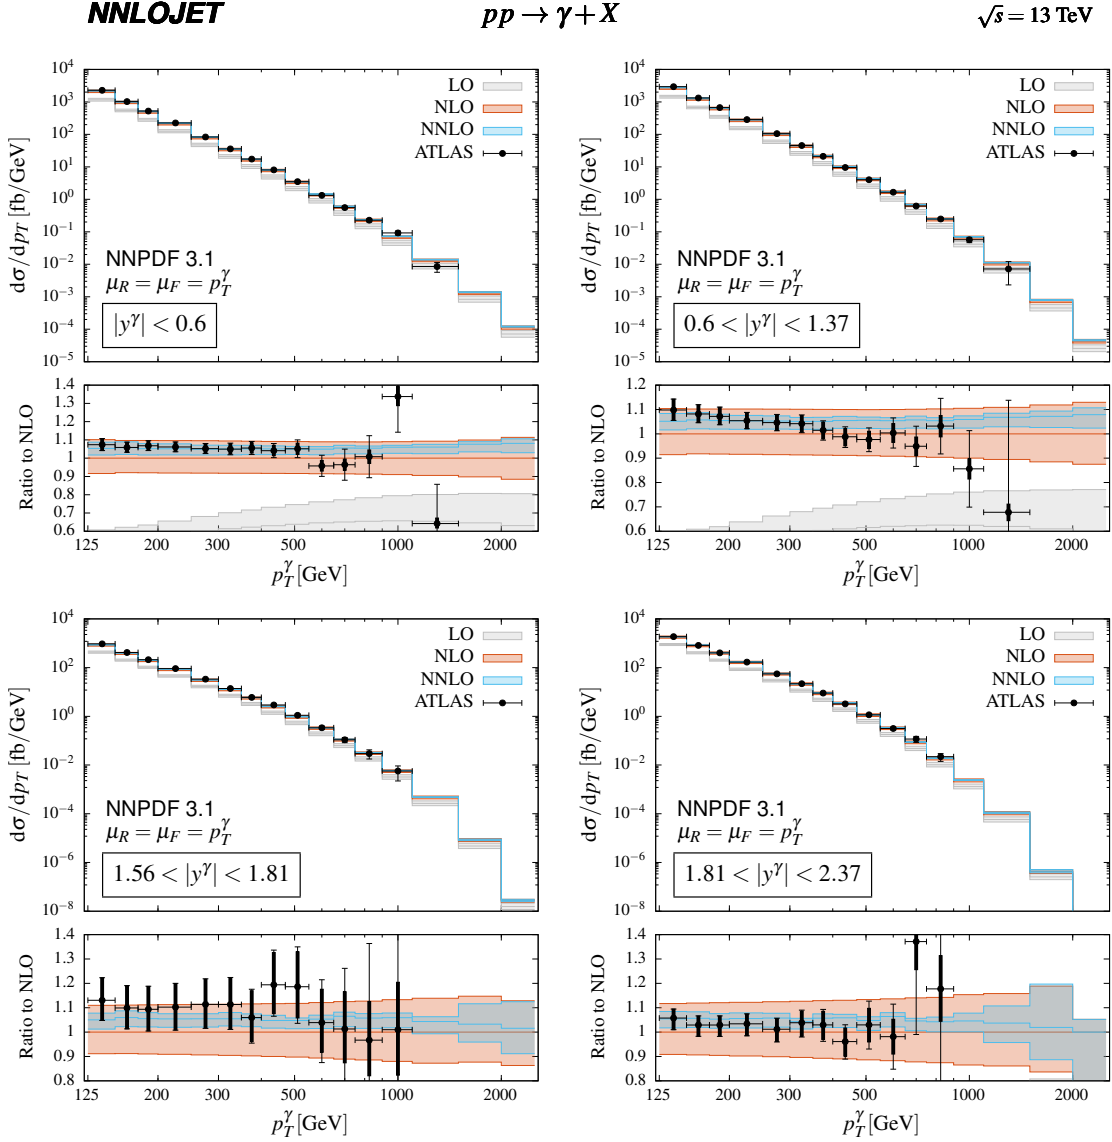 NNLOJET pp → γ + X √s = 13 TeV
10^4
10^3
10^2
10^1
10^0
10^-1
10^-2
10^-3
10^-4
10^-5
dσ/dp_T [fb/GeV]
LO
NLO
NNLO
ATLAS
NNPDF 3.1
μ_R = μ_F = p_T^γ
|y^γ| < 0.6
1.4
1.3
1.2
1.1
1
0.9
0.8
0.7
0.6
Ratio to NLO
125 200 300 500 1000 2000
p_T^γ [GeV]
10^4
10^3
10^2
10^1
10^0
10^-1
10^-2
10^-3
10^-4
10^-5
dσ/dp_T [fb/GeV]
LO
NLO
NNLO
ATLAS
NNPDF 3.1
μ_R = μ_F = p_T^γ
0.6 < |y^γ| < 1.37
1.2
1.1
1
0.9
0.8
0.7
0.6
Ratio to NLO
125 200 300 500 1000 2000
p_T^γ [GeV]
10^4
10^2
10^0
10^-2
10^-4
10^-6
10^-8
dσ/dp_T [fb/GeV]
LO
NLO
NNLO
ATLAS
NNPDF 3.1
μ_R = μ_F = p_T^γ
1.56 < |y^γ| < 1.81
1.4
1.3
1.2
1.1
1
0.9
0.8
Ratio to NLO
125 200 300 500 1000 2000
p_T^γ [GeV]
10^4
10^2
10^0
10^-2
10^-4
10^-6
10^-8
dσ/dp_T [fb/GeV]
LO
NLO
NNLO
ATLAS
NNPDF 3.1
μ_R = μ_F = p_T^γ
1.81 < |y^γ| < 2.37
1.4
1.3
1.2
1.1
1
0.9
0.8
Ratio to NLO
125 200 300 500 1000 2000
p_T^γ [GeV]